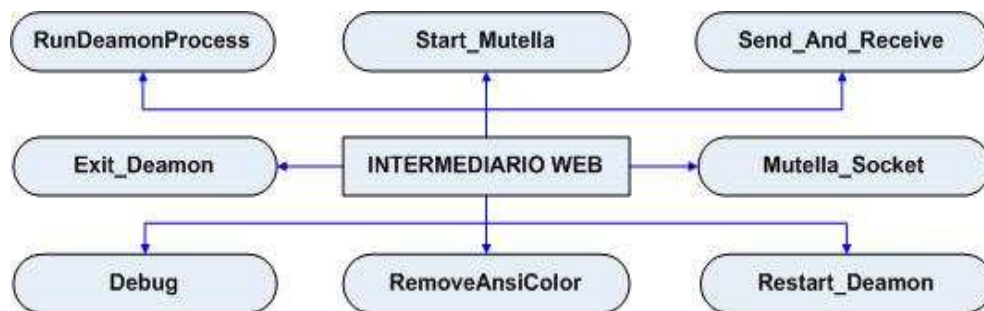 RunDeamonProcess
Start_Mutella
Send_And_Receive
Exit_Deamon
INTERMEDIARIO WEB
Mutella_Socket
Debug
RemoveAnsiColor
Restart_Deamon